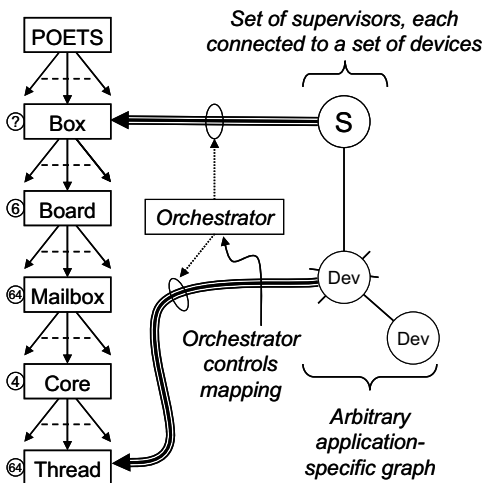 POETS
Set of supervisors, each
connected to a set of devices
?
Box
S
6
Board
Orchestrator
64
Mailbox
Dev
Orchestrator
controls
mapping
Dev
4
Core
Arbitrary
application-
specific graph
64
Thread